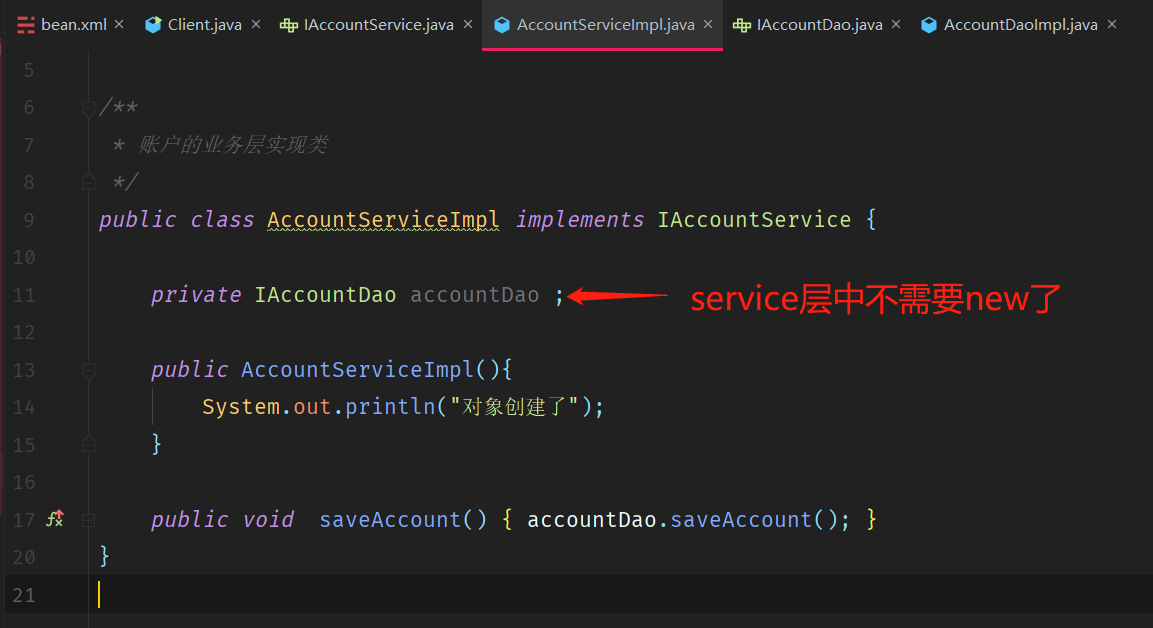 bean.xml × Client.java × IAccountService.java × AccountServiceImpl.java × IAccountDao.java × AccountDaoImpl.java ×
5
6 /**
7 * 账户的业务层实现类
8 */
9 public class AccountServiceImpl implements IAccountService {
10
11 private IAccountDao accountDao ; service层中不需要new了
12
13 public AccountServiceImpl(){
14 System.out.println("对象创建了");
15 }
16
17 public void saveAccount() { accountDao.saveAccount(); }
20 }
21